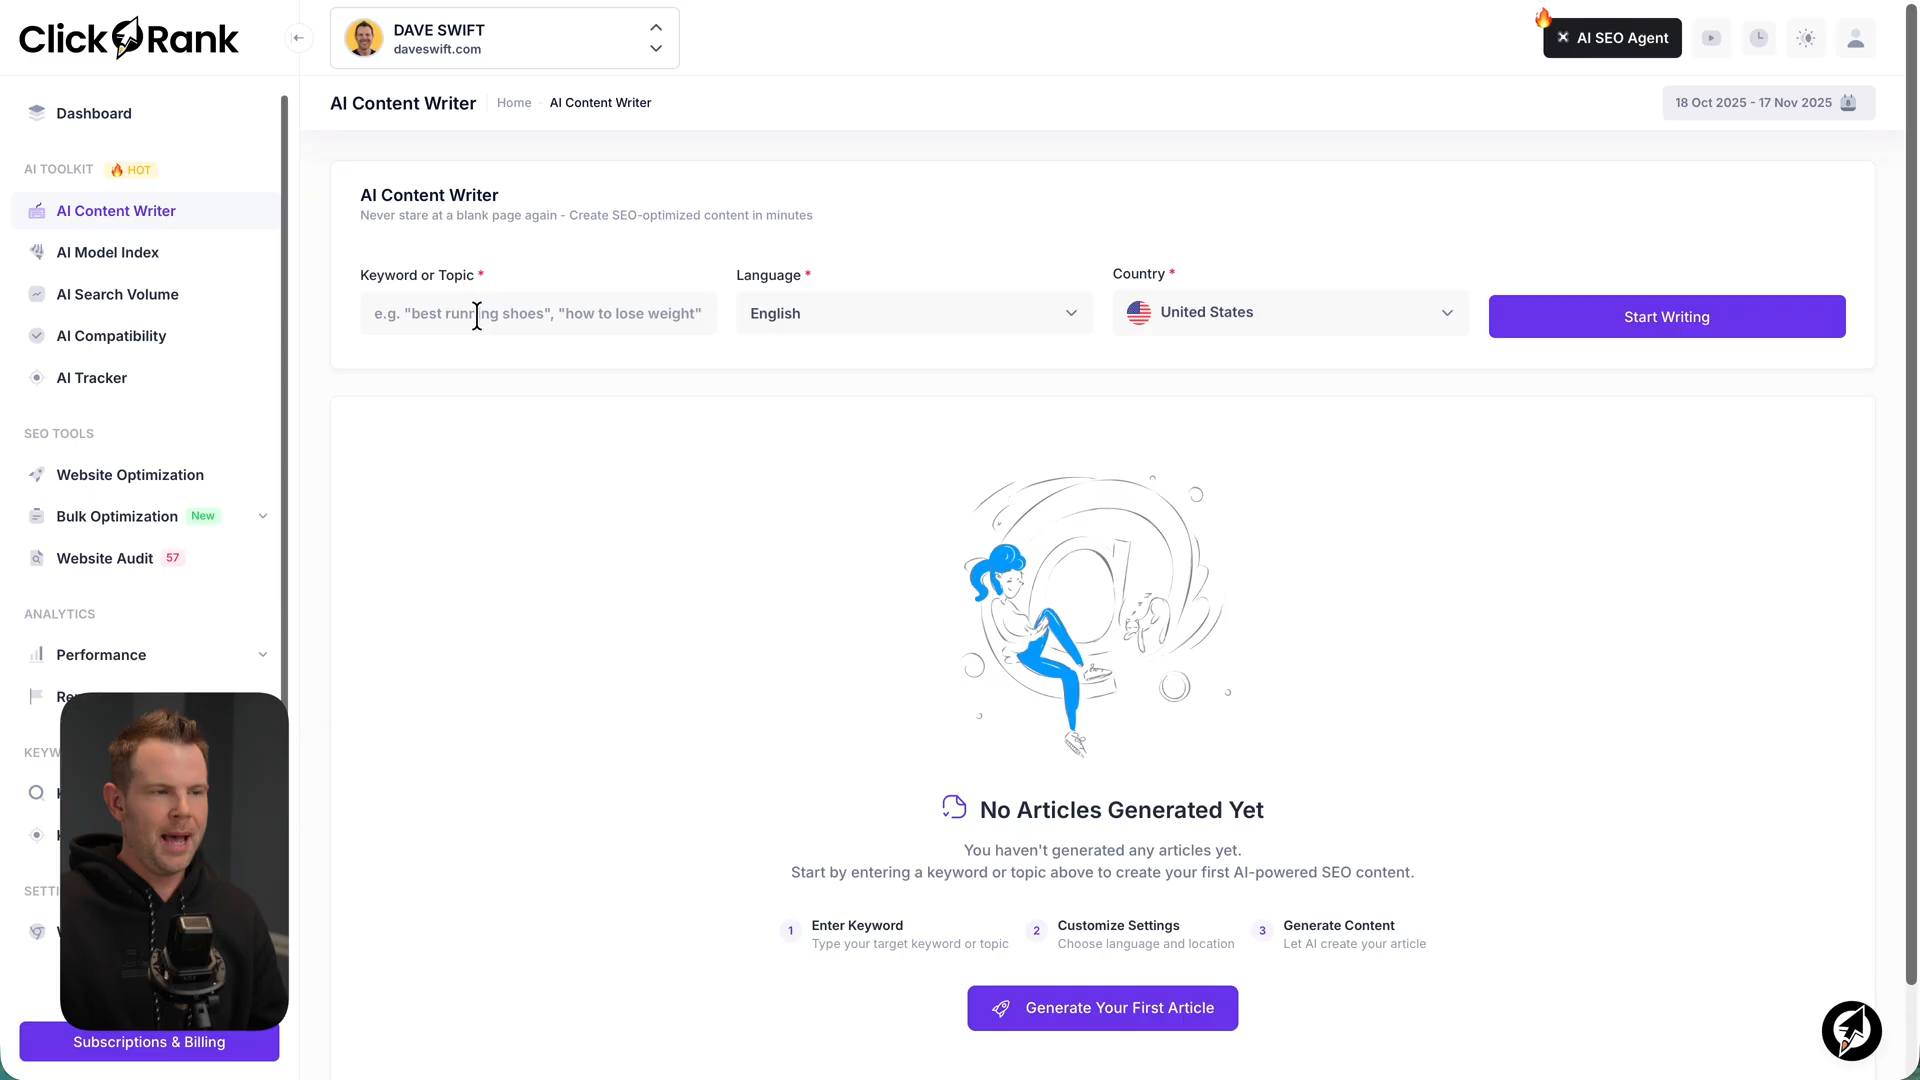 Click Rank
DAVE SWIFT
daveswift.com
AI SEO Agent
AI Content Writer
Home
AI Content Writer
18 Oct 2025 - 17 Nov 2025
Dashboard
AI TOOLKIT
HOT
AI Content Writer
AI Model Index
AI Search Volume
AI Compatibility
AI Tracker
SEO TOOLS
Website Optimization
Bulk Optimization New
Website Audit 57
ANALYTICS
Performance
Subscriptions & Billing
AI Content Writer
Never stare at a blank page again - Create SEO-optimized content in minutes
Keyword or Topic *
Language *
Country *
e.g. "best running shoes", "how to lose weight"
English
United States
Start Writing
No Articles Generated Yet
You haven't generated any articles yet.
Start by entering a keyword or topic above to create your first AI-powered SEO content.
1 Enter Keyword
Type your target keyword or topic
2 Customize Settings
Choose language and location
3 Generate Content
Let AI create your article
Generate Your First Article